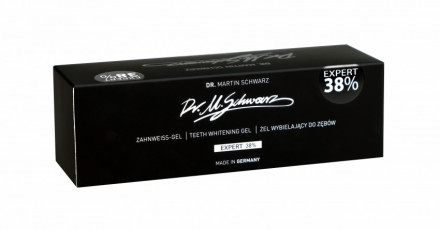 EXPERT
38%
DR. MARTIN SCHWARZ
Dr. M. Schwarz
ZAHNWEISS-GEL | TEETH WHITENING GEL | ŻEL WYBIELAJĄCY DO ZĘBÓW
EXPERT 38%
MADE IN GERMANY